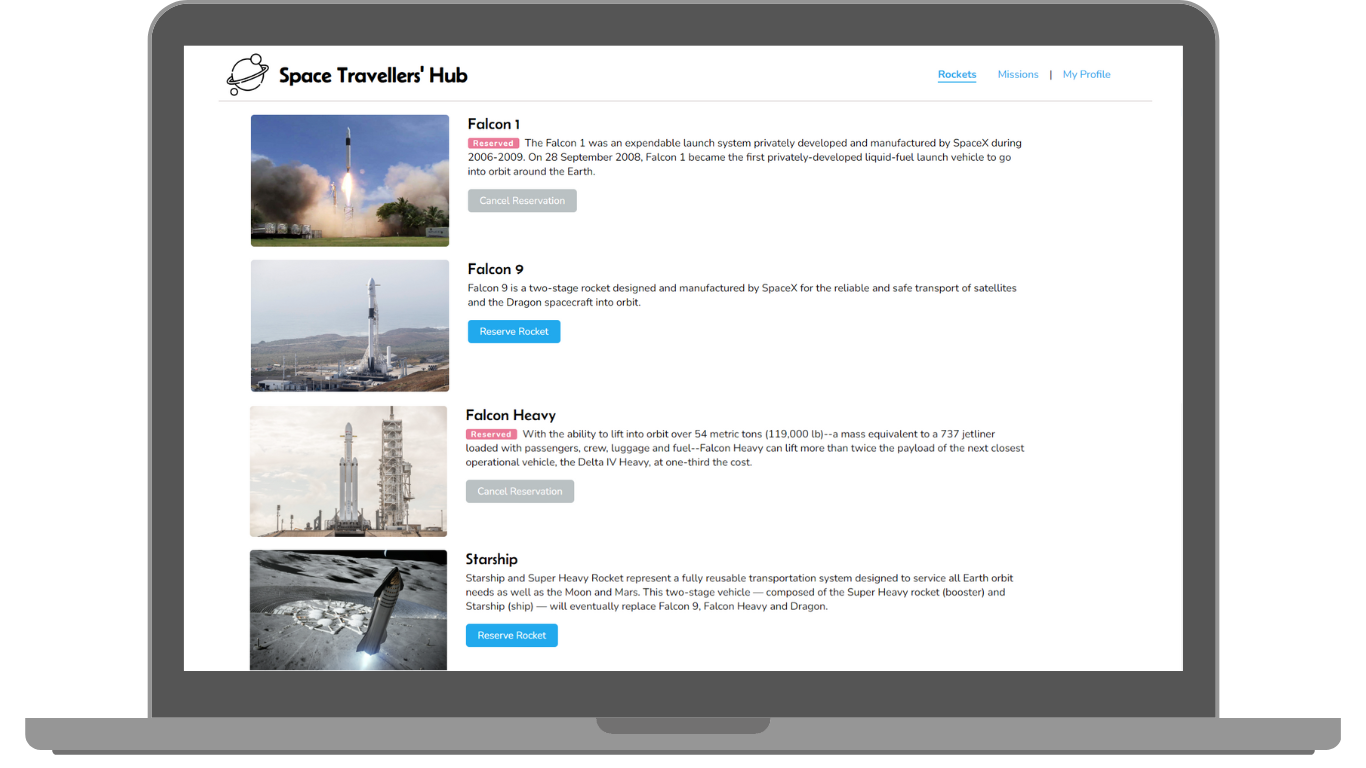 Space Travellers' Hub
Rockets Missions | My Profile
Falcon 1
Reserved The Falcon 1 was an expendable launch system privately developed and manufactured by SpaceX during
2006-2009. On 28 September 2008, Falcon 1 became the first privately-developed liquid-fuel launch vehicle to go
into orbit around the Earth.
Cancel Reservation
Falcon 9
Falcon 9 is a two-stage rocket designed and manufactured by SpaceX for the reliable and safe transport of satellites
and the Dragon spacecraft into orbit.
Reserve Rocket
Falcon Heavy
Reserved With the ability to lift into orbit over 54 metric tons (119,000 lb)--a mass equivalent to a 737 jetliner
loaded with passengers, crew, luggage and fuel--Falcon Heavy can lift more than twice the payload of the next closest
operational vehicle, the Delta IV Heavy, at one-third the cost.
Cancel Reservation
Starship
Starship and Super Heavy Rocket represent a fully reusable transportation system designed to service all Earth orbit
needs as well as the Moon and Mars. This two-stage vehicle — composed of the Super Heavy rocket (booster) and
Starship (ship) — will eventually replace Falcon 9, Falcon Heavy and Dragon.
Reserve Rocket